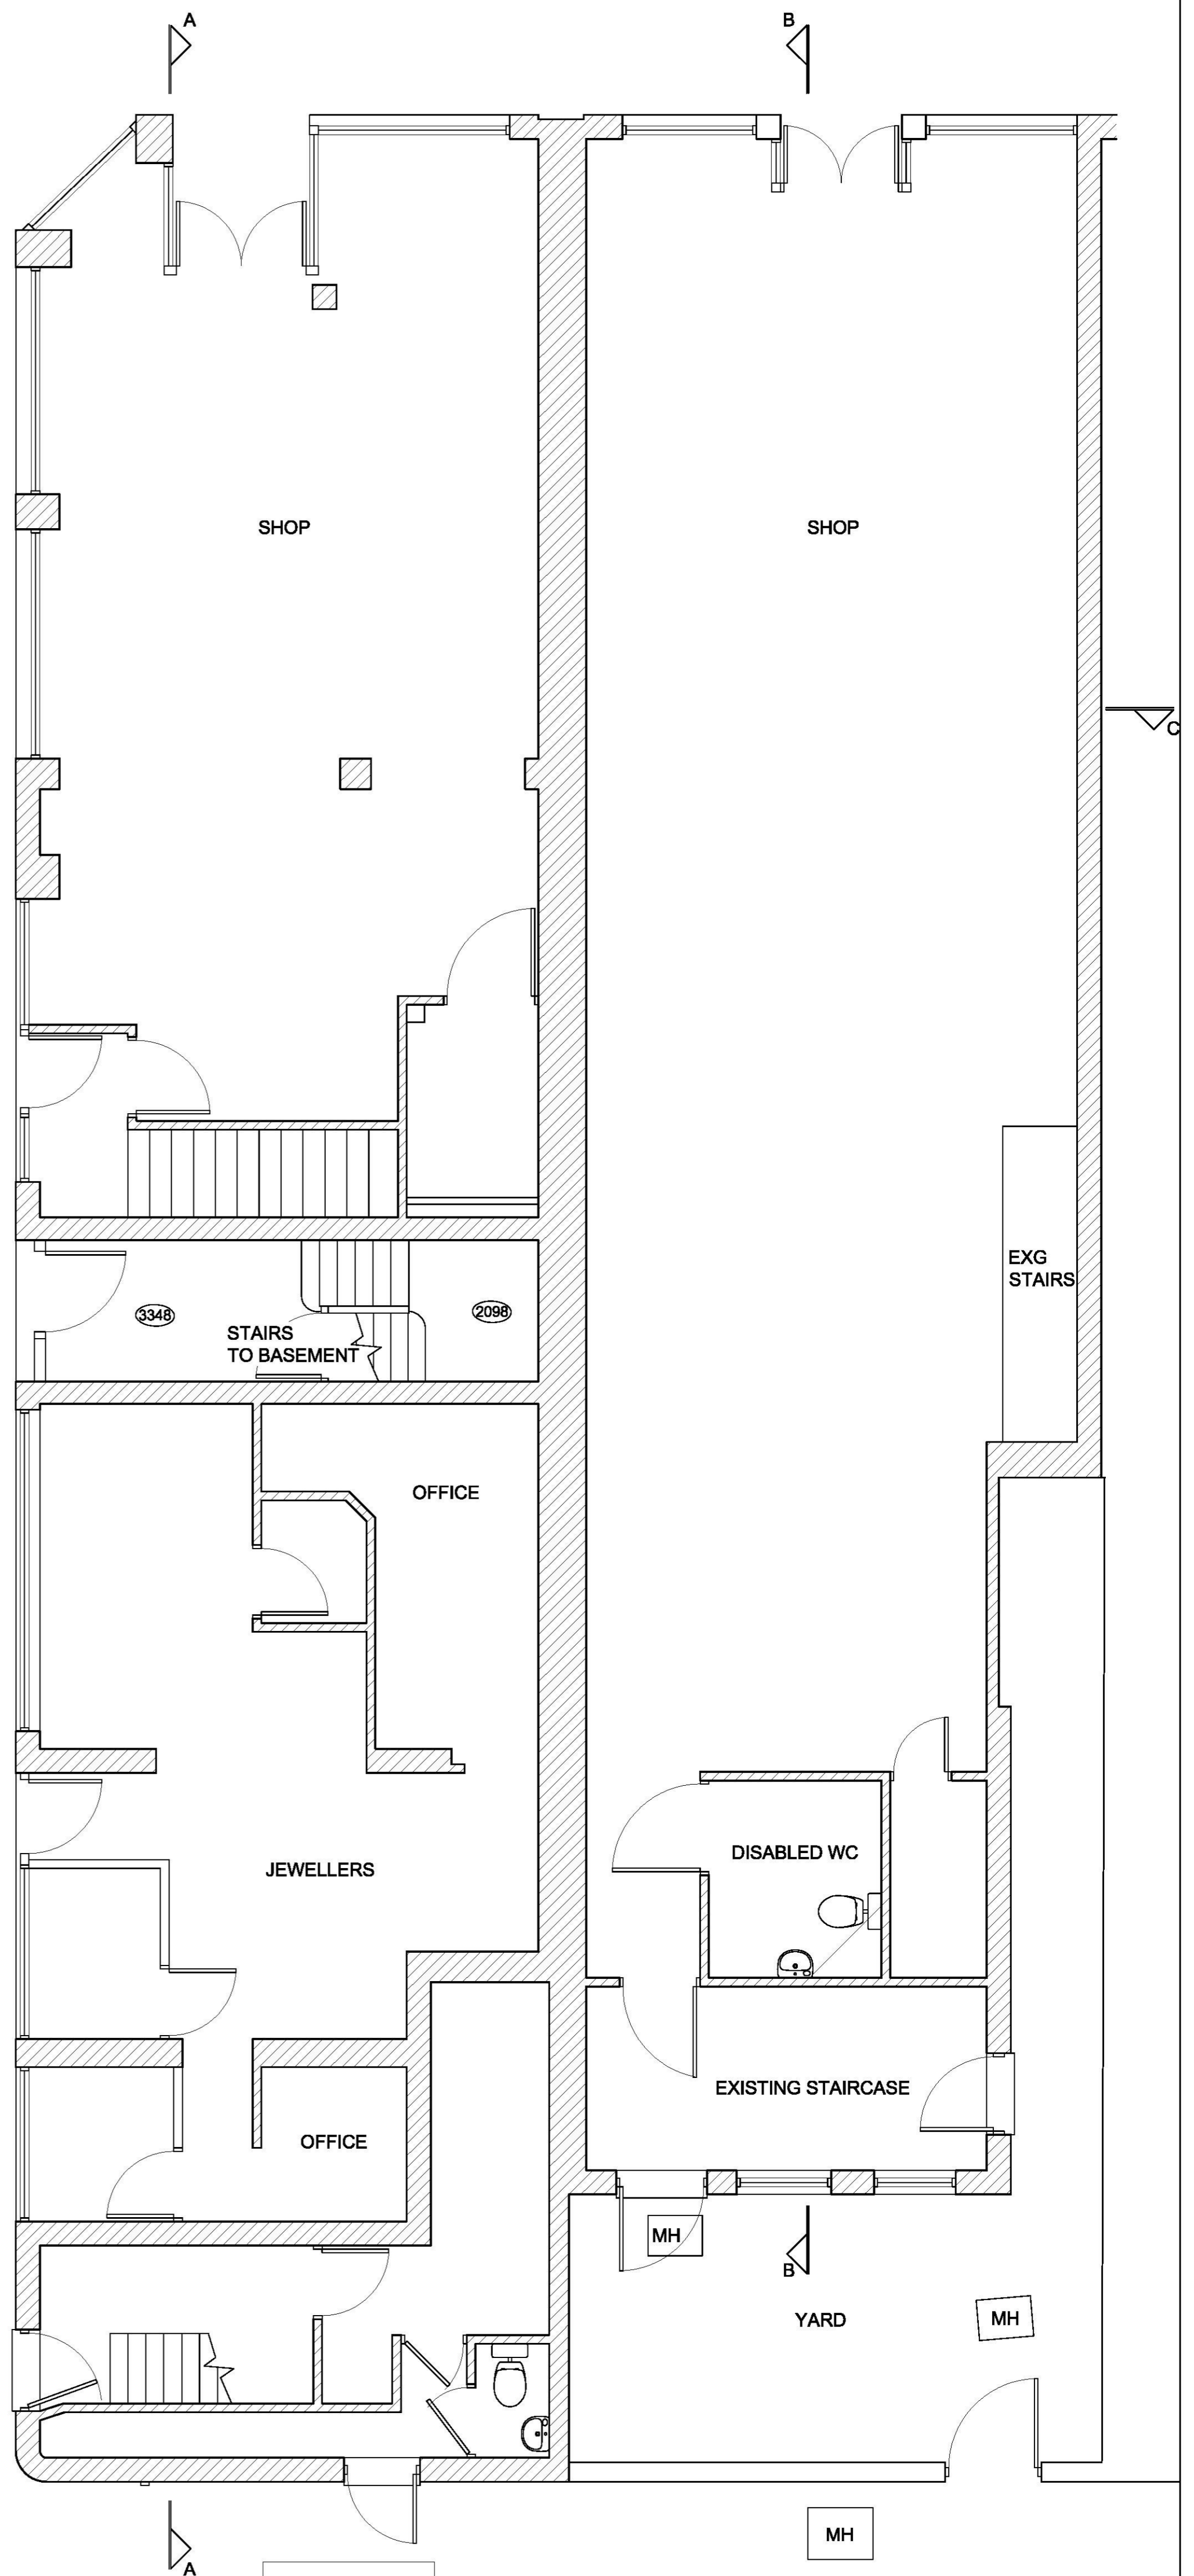 A
B
SHOP
SHOP
C
EXG
STAIRS
3348
2098
STAIRS
TO BASEMENT
OFFICE
DISABLED WC
JEWELLERS
EXISTING STAIRCASE
OFFICE
MH
B
YARD
MH
MH
A